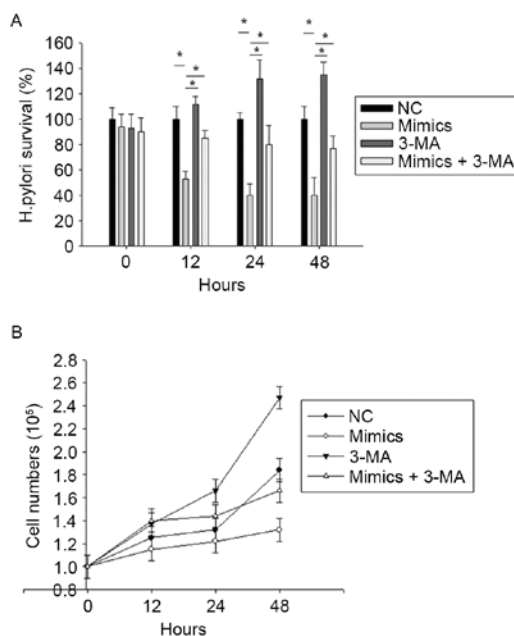 A
* * * * * *
* * *
H.pylori survival (%)
160
140
120
100
80
60
40
20
0
0 12 24 48
Hours
NC
Mimics
3-MA
Mimics + 3-MA
B
Cell numbers (10⁵)
2.8
2.6
2.4
2.2
2.0
1.8
1.6
1.4
1.2
1.0
0.8
0 12 24 48
Hours
NC
Mimics
3-MA
Mimics + 3-MA